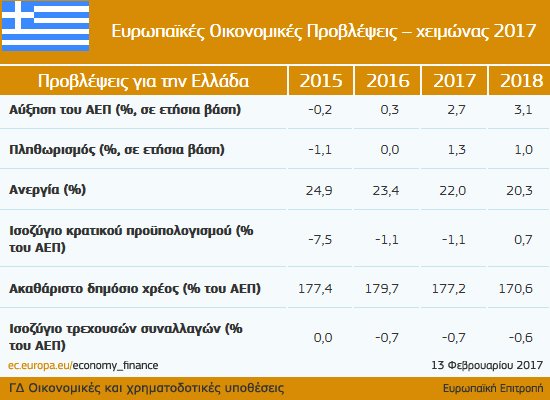 Ευρωπαϊκές Οικονομικές Προβλέψεις – χειμώνας 2017
Προβλέψεις για την Ελλάδα 2015 2016 2017 2018
Αύξηση του ΑΕΠ (%, σε ετήσια βάση) -0,2 0,3 2,7 3,1
Πληθωρισμός (%, σε ετήσια βάση) -1,1 0,0 1,3 1,0
Ανεργία (%) 24,9 23,4 22,0 20,3
Ισοζύγιο κρατικού προϋπολογισμού (%
του ΑΕΠ) -7,5 -1,1 -1,1 0,7
Ακαθάριστο δημόσιο χρέος (% του ΑΕΠ) 177,4 179,7 177,2 170,6
Ισοζύγιο τρεχουσών συναλλαγών (%
του ΑΕΠ) 0,0 -0,7 -0,7 -0,6
ec.europa.eu/economy_finance 13 Φεβρουαρίου 2017
ΓΔ Οικονομικές και χρηματοδοτικές υποθέσεις Ευρωπαϊκή Επιτροπή